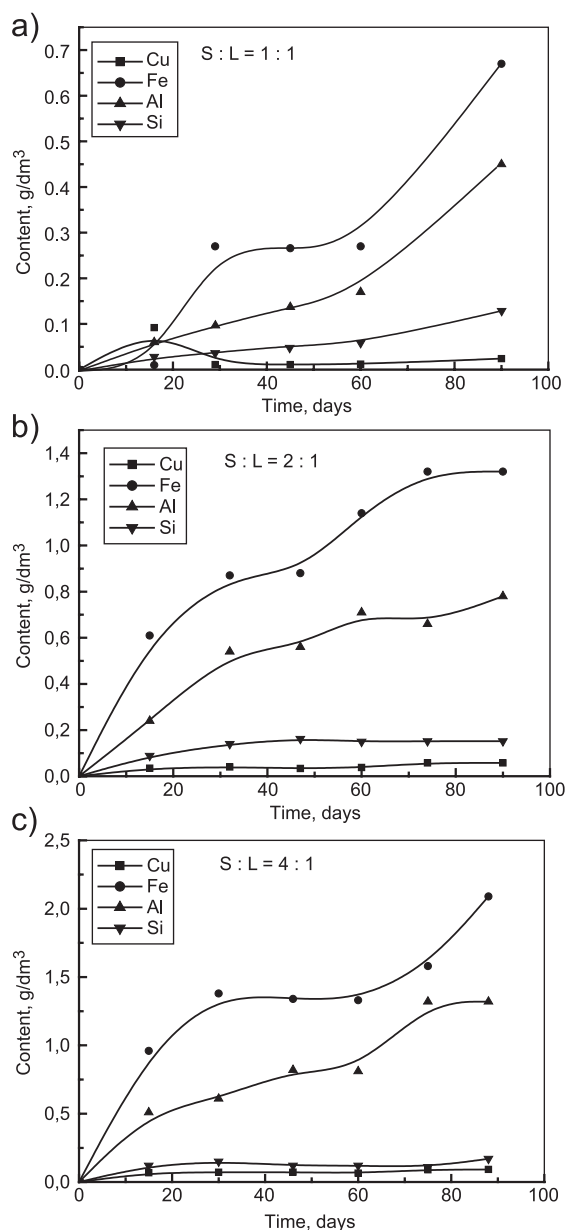 a)
S : L = 1 : 1
Cu
Fe
Al
Si
Content, g/dm³
0.7
0.6
0.5
0.4
0.3
0.2
0.1
0.0
0 20 40 60 80 100
Time, days
b)
S : L = 2 : 1
Cu
Fe
Al
Si
Content, g/dm³
1,4
1,2
1,0
0,8
0,6
0,4
0,2
0,0
0 20 40 60 80 100
Time, days
c)
S : L = 4 : 1
Cu
Fe
Al
Si
Content, g/dm³
2,5
2,0
1,5
1,0
0,5
0,0
0 20 40 60 80 100
Time, days